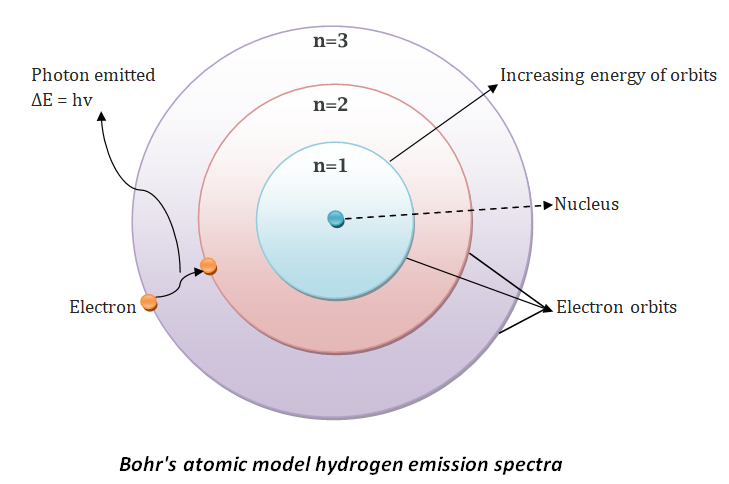 n=3
Photon emitted
ΔE = hv
Increasing energy of orbits
n=2
n=1
Nucleus
Electron
Electron orbits
Bohr's atomic model hydrogen emission spectra